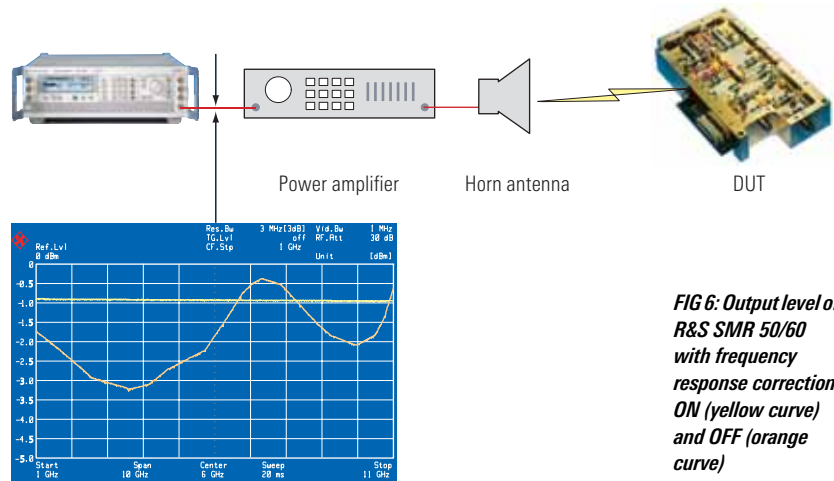 Power amplifier
Horn antenna
DUT
Res.Bw 3 MHz[3dB] Vid.Bw 1 MHz
TG.Lvl off RF.Att 30 dB
Ref.Lvl CF.Stp 1 GHz
0 dBm Unit [dBm]
0
-0.5
-1.0
-1.5
-2.0
-2.5
-3.0
-3.5
-4.0
-4.5
-5.0
Start Span Center Sweep Stop
1 GHz 10 GHz 6 GHz 20 ms 11 GHz
FIG 6: Output level o
R&S SMR 50/60
with frequency
response correction
ON (yellow curve)
and OFF (orange
curve)